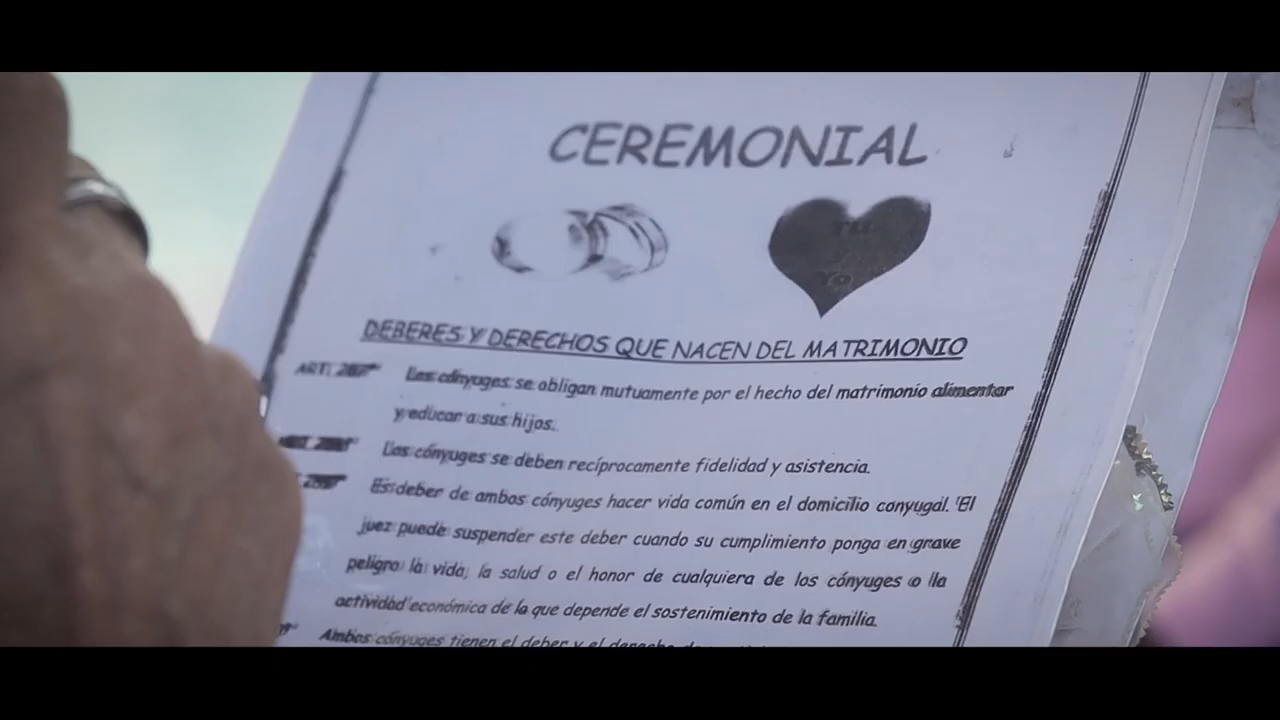 CEREMONIAL
TU
Yo
DEBERES Y DERECHOS QUE NACEN DEL MATRIMONIO
ART. 287° Los cónyuges se obligan mutuamente por el hecho del matrimonio alimentar
y educar a sus hijos.
Los cónyuges se deben recíprocamente fidelidad y asistencia.
Es deber de ambos cónyuges hacer vida común en el domicilio conyugal. El
juez puede suspender este deber cuando su cumplimiento ponga en grave
peligro la vida, la salud o el honor de cualquiera de los cónyuges o la
actividad económica de la que depende el sostenimiento de la familia.
Ambos cónyuges tienen el deber y el derecho